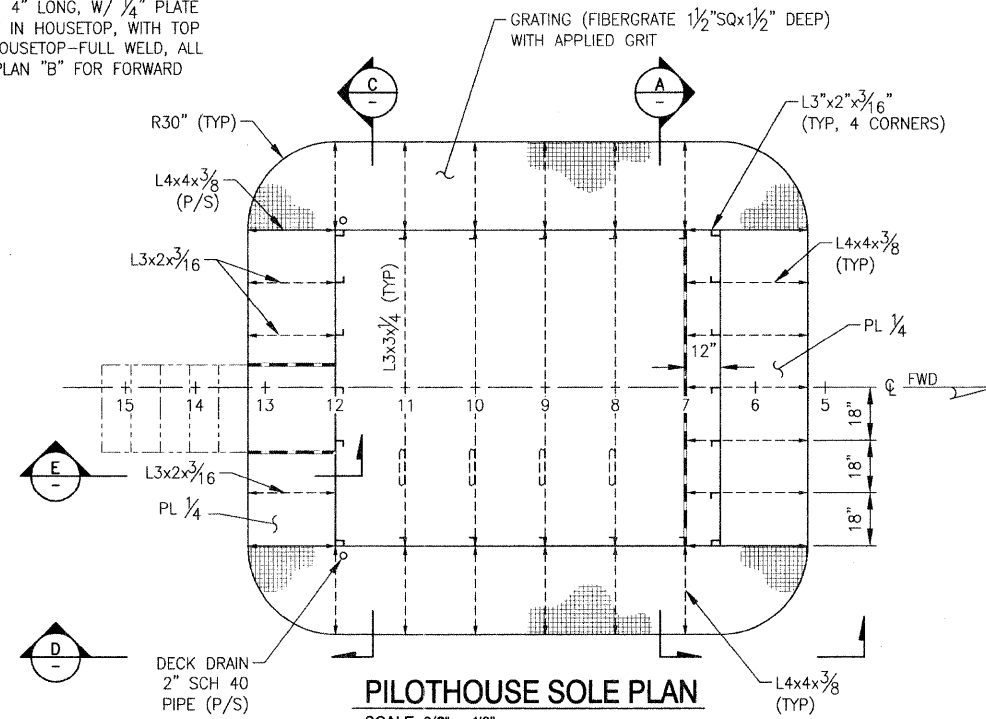 4" LONG, W/ 1/4" PLATE
IN HOUSETOP, WITH TOP
OUSETOP-FULL WELD, ALL
PLAN "B" FOR FORWARD
GRATING (FIBERGRATE 1 1/2"SQx1 1/2" DEEP)
WITH APPLIED GRIT
C
-
A
-
L3"x2"x3/16"
(TYP, 4 CORNERS)
R30" (TYP)
L4x4x3/8
(P/S)
L3x2x3/16
L3x3x1/4 (TYP)
L4x4x3/8
(TYP)
PL 1/4
12"
℄ FWD
15 14 13 12 11 10 9 8 7 6 5
18"
18"
18"
E
-
L3x2x3/16
PL 1/4
D
-
DECK DRAIN
2" SCH 40
PIPE (P/S)
L4x4x3/8
(TYP)
PILOTHOUSE SOLE PLAN